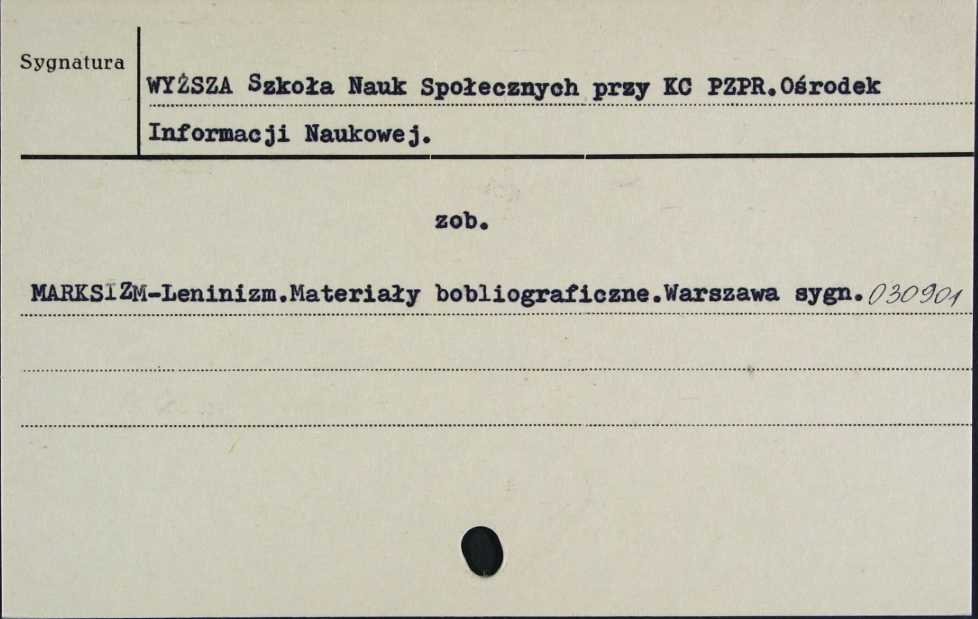 Sygnatura
WYŻSZA Szkoła Nauk Społecznych przy KC PZPR.Ośrodek
Informacji Naukowej.
zob.
MARKSIZM-Leninizm.Materiały bobliograficzne.Warszawa sygn.030901